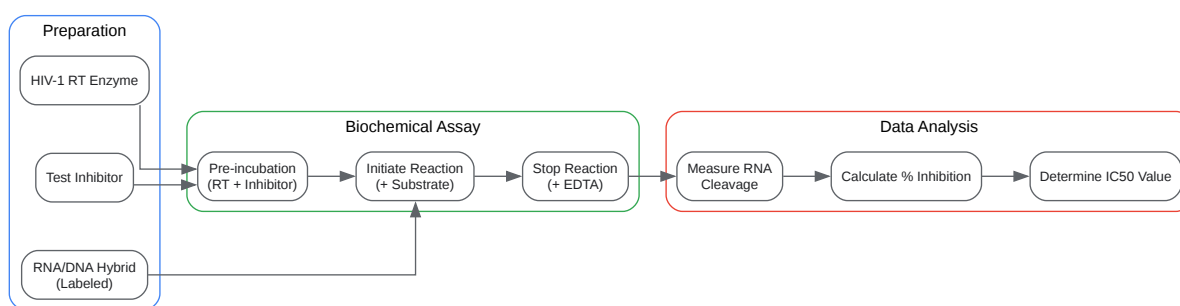 Preparation
HIV-1 RT Enzyme
Test Inhibitor
RNA/DNA Hybrid
(Labeled)
Biochemical Assay
Pre-incubation
(RT + Inhibitor)
Initiate Reaction
(+ Substrate)
Stop Reaction
(+ EDTA)
Data Analysis
Measure RNA
Cleavage
Calculate % Inhibition
Determine IC50 Value